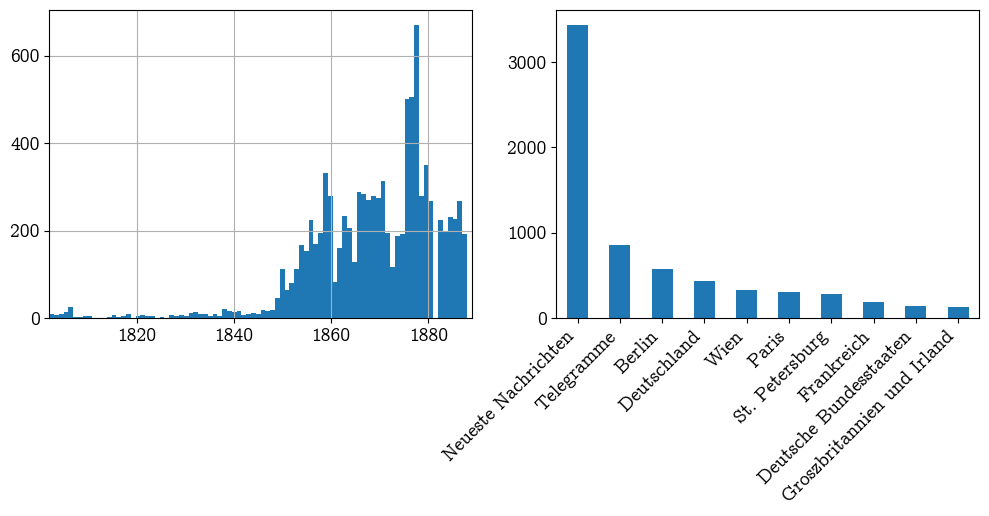 600
400
200
0
1820
1840
1860
1880
3000
2000
1000
0
Neueste Nachrichten
Telegramme
Berlin
Deutschland
Wien
Paris
St. Petersburg
Frankreich
Deutsche Bundesstaaten
Groszbritannien und Irland